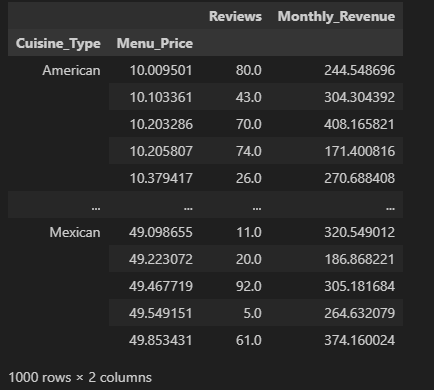 Reviews Monthly_Revenue
Cuisine_Type Menu_Price
American 10.009501 80.0 244.548696
10.103361 43.0 304.304392
10.203286 70.0 408.165821
10.205807 74.0 171.400816
10.379417 26.0 270.688408
... ... ... ...
Mexican 49.098655 11.0 320.549012
49.223072 20.0 186.868221
49.467719 92.0 305.181684
49.549151 5.0 264.632079
49.853431 61.0 374.160024
1000 rows × 2 columns